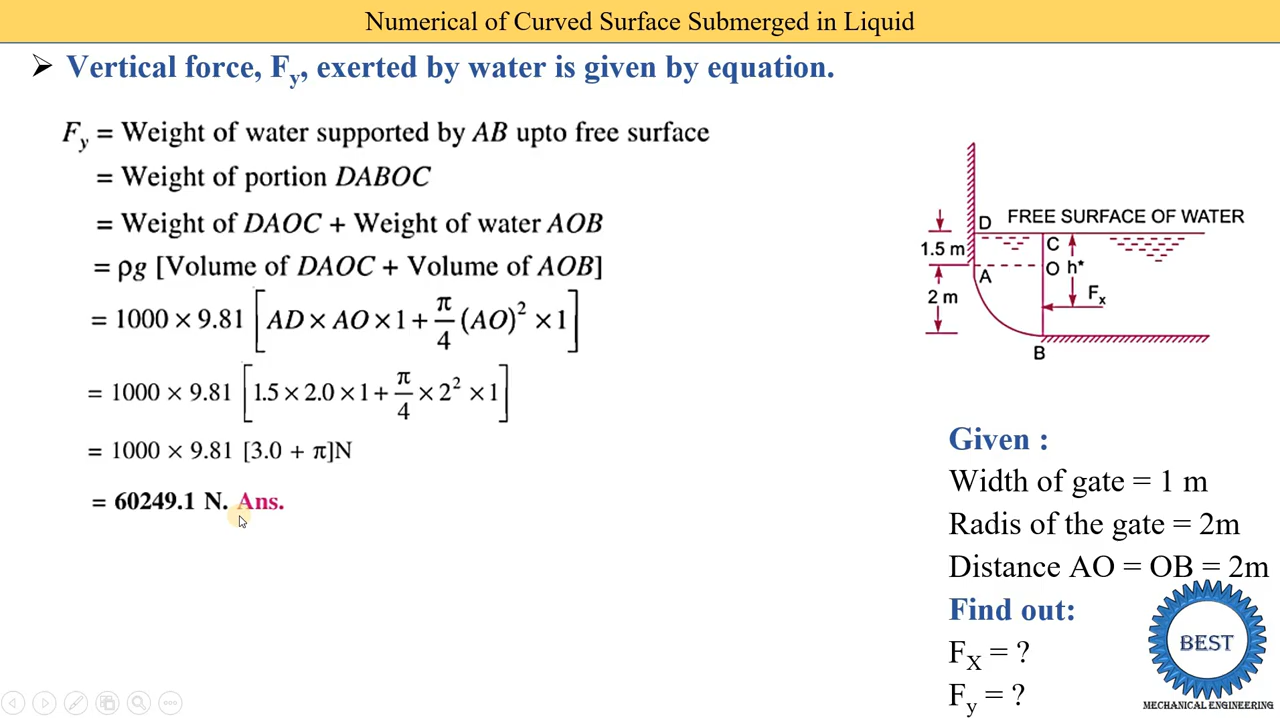 Numerical of Curved Surface Submerged in Liquid
➢ Vertical force, Fy, exerted by water is given by equation.
Fy = Weight of water supported by AB upto free surface
= Weight of portion DABOC
= Weight of DAOC + Weight of water AOB
= ρg [Volume of DAOC + Volume of AOB]
= 1000 × 9.81 [AD × AO × 1 + π/4 (AO)² × 1]
= 1000 × 9.81 [1.5 × 2.0 × 1 + π/4 × 2² × 1]
= 1000 × 9.81 [3.0 + π]N
= 60249.1 N. Ans.
D FREE SURFACE OF WATER
1.5 m
C
A
O h*
2 m
Fx
B
Given :
Width of gate = 1 m
Radis of the gate = 2m
Distance AO = OB = 2m
Find out:
FX = ?
Fy = ?
BEST
MECHANICAL ENGINEERING